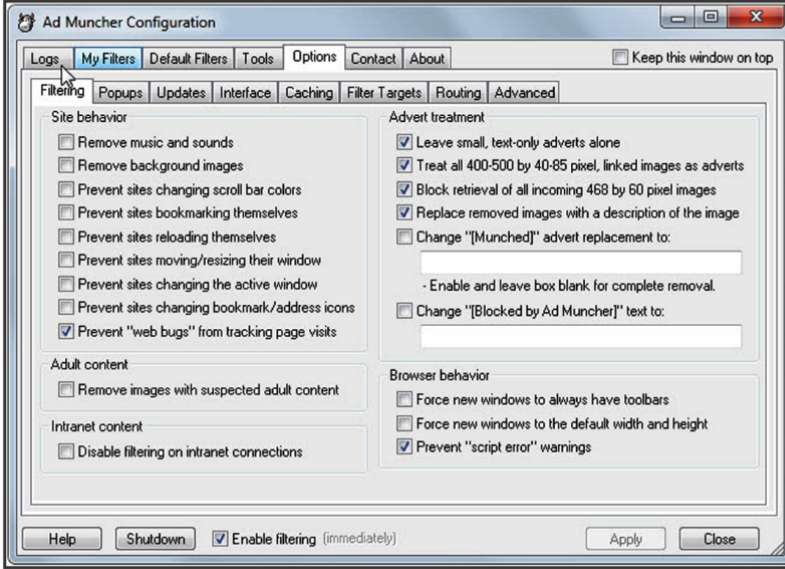 Ad Muncher Configuration
Logs My Filters Default Filters Tools Options Contact About Keep this window on top
Filtering Popups Updates Interface Caching Filter Targets Routing Advanced
Site behavior
Remove music and sounds
Remove background images
Prevent sites changing scroll bar colors
Prevent sites bookmarking themselves
Prevent sites reloading themselves
Prevent sites moving/resizing their window
Prevent sites changing the active window
Prevent sites changing bookmark/address icons
Prevent "web bugs" from tracking page visits
Adult content
Remove images with suspected adult content
Intranet content
Disable filtering on intranet connections
Advert treatment
Leave small, text-only adverts alone
Treat all 400-500 by 40-85 pixel, linked images as adverts
Block retrieval of all incoming 468 by 60 pixel images
Replace removed images with a description of the image
Change "[Munched]" advert replacement to:
- Enable and leave box blank for complete removal.
Change "[Blocked by Ad Muncher]" text to:
Browser behavior
Force new windows to always have toolbars
Force new windows to the default width and height
Prevent "script error" warnings
Help Shutdown Enable filtering (immediately) Apply Close